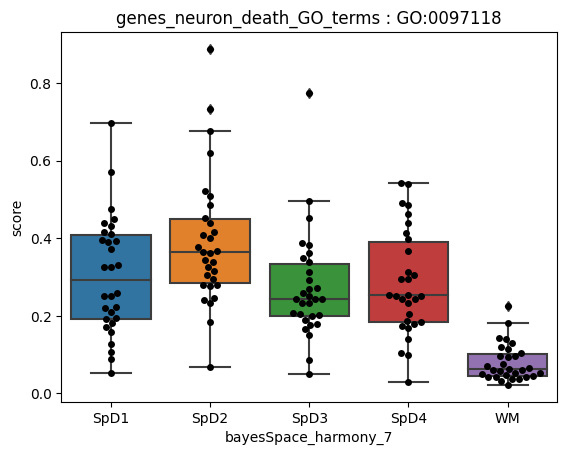 genes_neuron_death_GO_terms : GO:0097118
score
0.8
0.6
0.4
0.2
0.0
SpD1 SpD2 SpD3 SpD4 WM
bayesSpace_harmony_7